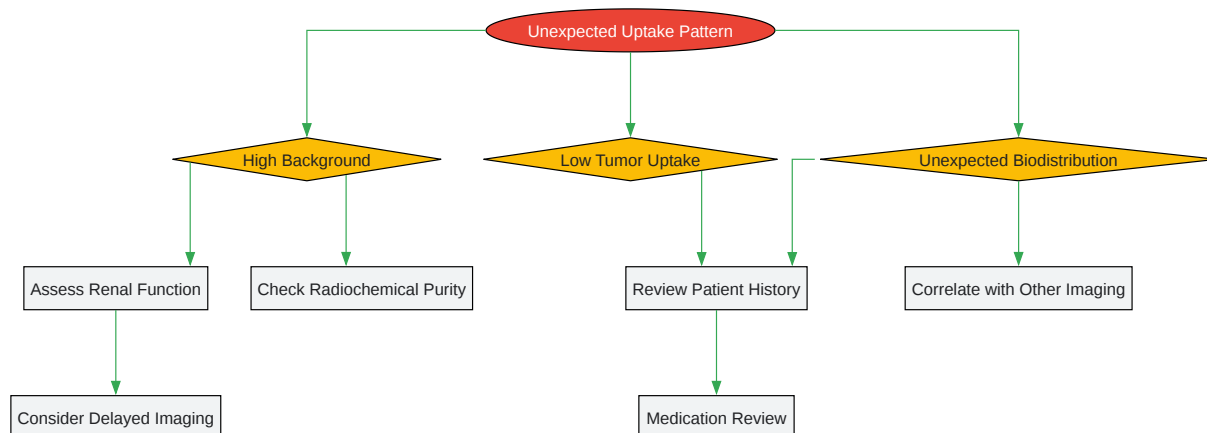 Unexpected Uptake Pattern
High Background
Low Tumor Uptake
Unexpected Biodistribution
Assess Renal Function
Check Radiochemical Purity
Review Patient History
Correlate with Other Imaging
Consider Delayed Imaging
Medication Review